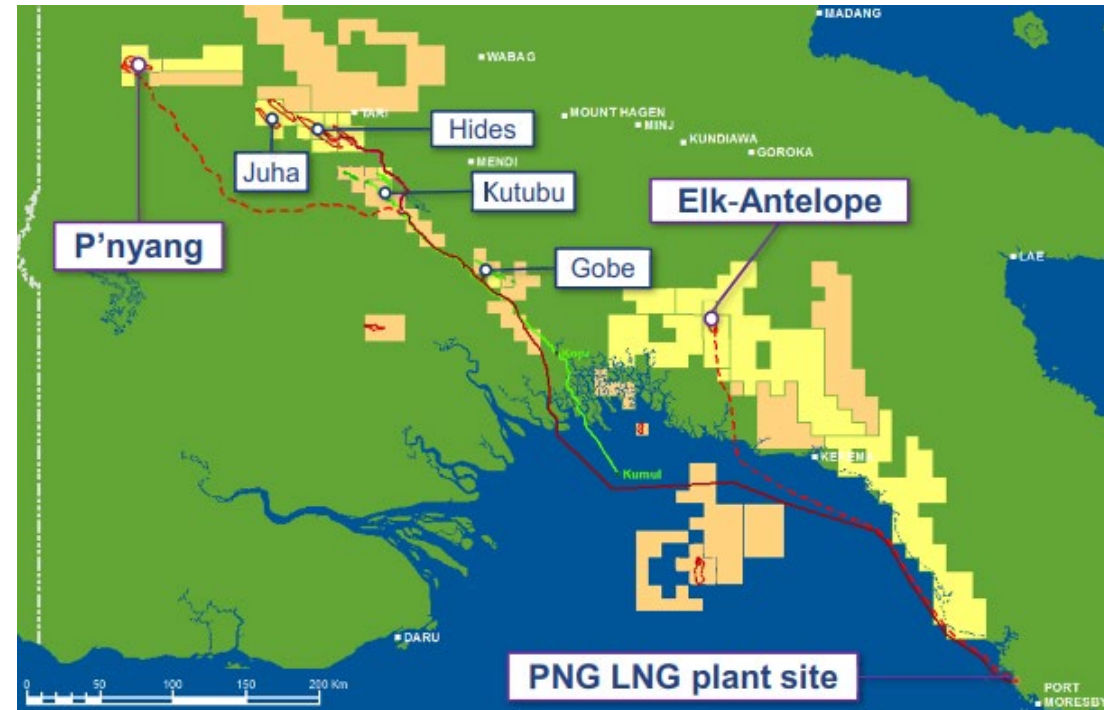 MADANG
WABAG
TARI
MOUNT HAGEN
MINJ
KUNDIAWA
GOROKA
Hides
Juha
MENDI
Kutubu
Elk-Antelope
P'nyang
LAE
Gobe
Kopi
KEREMA
Kumul
DARU
PNG LNG plant site
0 50 100 150 200 Km
PORT
MORESBY